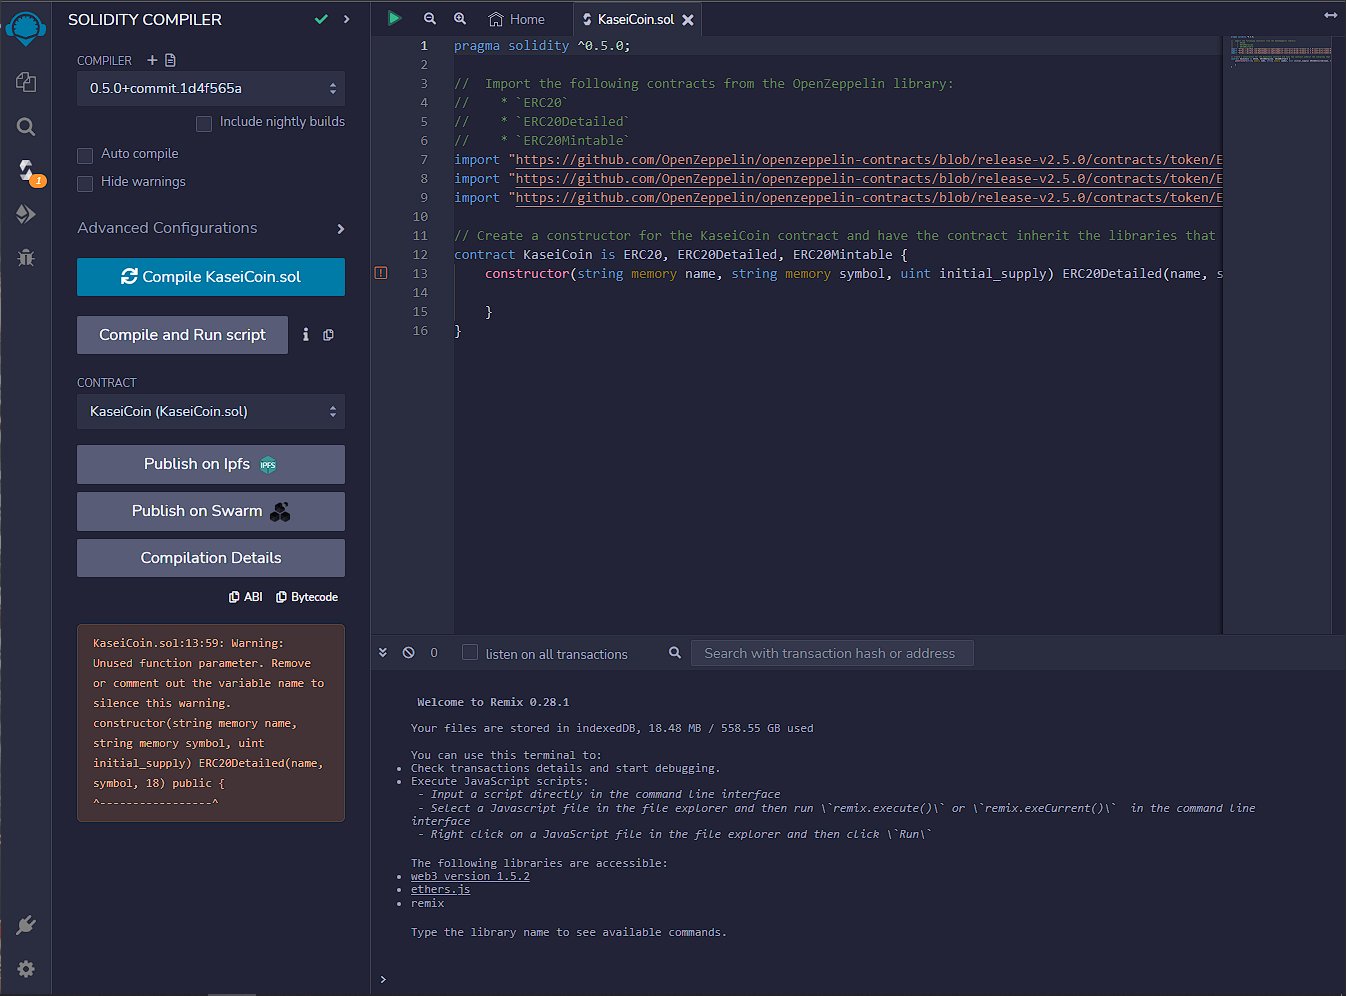 SOLIDITY COMPILER
COMPILER
0.5.0+commit.1d4f565a
Include nightly builds
Auto compile
Hide warnings
1
Advanced Configurations
Compile KaseiCoin.sol
Compile and Run script
CONTRACT
KaseiCoin (KaseiCoin.sol)
Publish on Ipfs
IPFS
Publish on Swarm
Compilation Details
ABI Bytecode
KaseiCoin.sol:13:59: Warning:
Unused function parameter. Remove
or comment out the variable name to
silence this warning.
constructor(string memory name,
string memory symbol, uint
initial_supply) ERC20Detailed(name,
symbol, 18) public {
^-----------------^
Home
KaseiCoin.sol
1 pragma solidity ^0.5.0;
2
3 //  Import the following contracts from the OpenZeppelin library:
4 //    * `ERC20`
5 //    * `ERC20Detailed`
6 //    * `ERC20Mintable`
7 import "https://github.com/OpenZeppelin/openzeppelin-contracts/blob/release-v2.5.0/contracts/token/E
8 import "https://github.com/OpenZeppelin/openzeppelin-contracts/blob/release-v2.5.0/contracts/token/E
9 import "https://github.com/OpenZeppelin/openzeppelin-contracts/blob/release-v2.5.0/contracts/token/E
10
11 // Create a constructor for the KaseiCoin contract and have the contract inherit the libraries that
12 contract KaseiCoin is ERC20, ERC20Detailed, ERC20Mintable {
13     constructor(string memory name, string memory symbol, uint initial_supply) ERC20Detailed(name, s
14
15     }
16 }
0
listen on all transactions
Search with transaction hash or address
Welcome to Remix 0.28.1
Your files are stored in indexedDB, 18.48 MB / 558.55 GB used
You can use this terminal to:
• Check transactions details and start debugging.
• Execute JavaScript scripts:
- Input a script directly in the command line interface
- Select a Javascript file in the file explorer and then run \`remix.execute()\` or \`remix.exeCurrent()\`  in the command line
interface
- Right click on a JavaScript file in the file explorer and then click \`Run\`
The following libraries are accessible:
• web3 version 1.5.2
• ethers.js
• remix
Type the library name to see available commands.
>